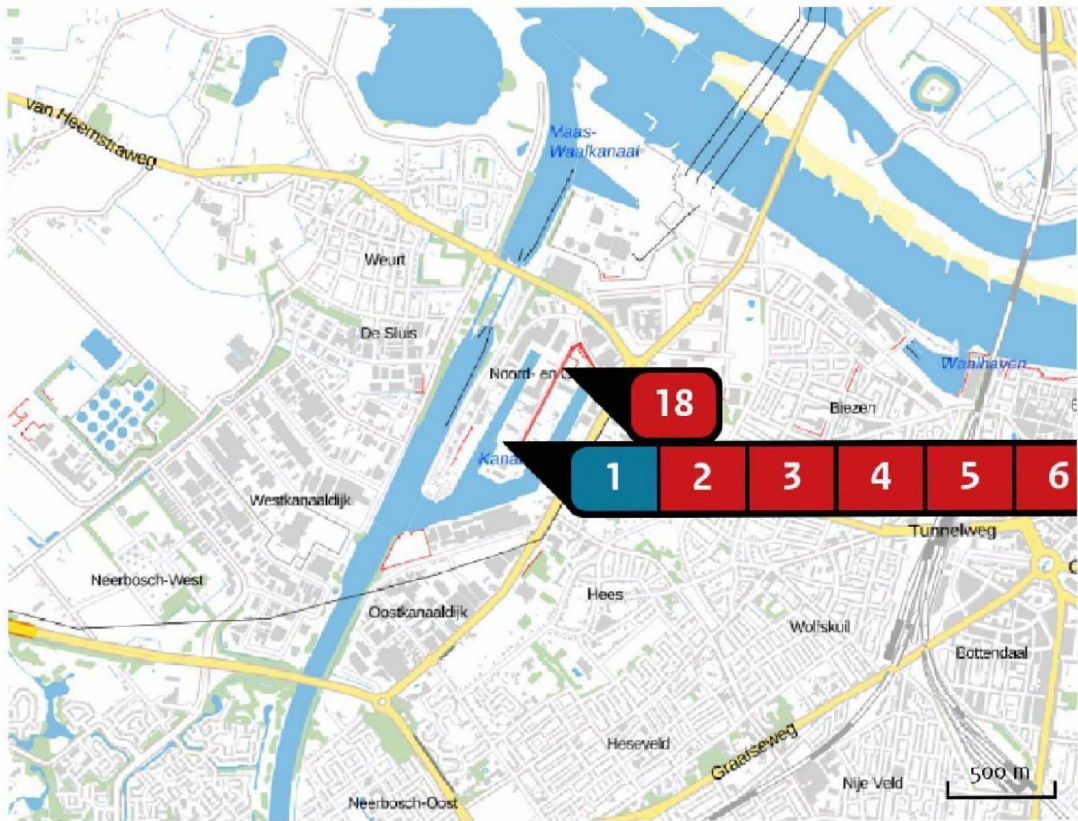 van Heemstraweg
Maas-
Waalkanaal
Weurt
De Sluis
Noord- en
Waalhaven
18
Biezen
1 2 3 4 5 6
Westkanaaldijk
Tunnelweg
Neerbosch-West
Hees
Oostkanaaldijk
Wolfskuil
Bottendaal
Heseveld
Graafseweg
Nije Veld
500 m
Neerbosch-Oost